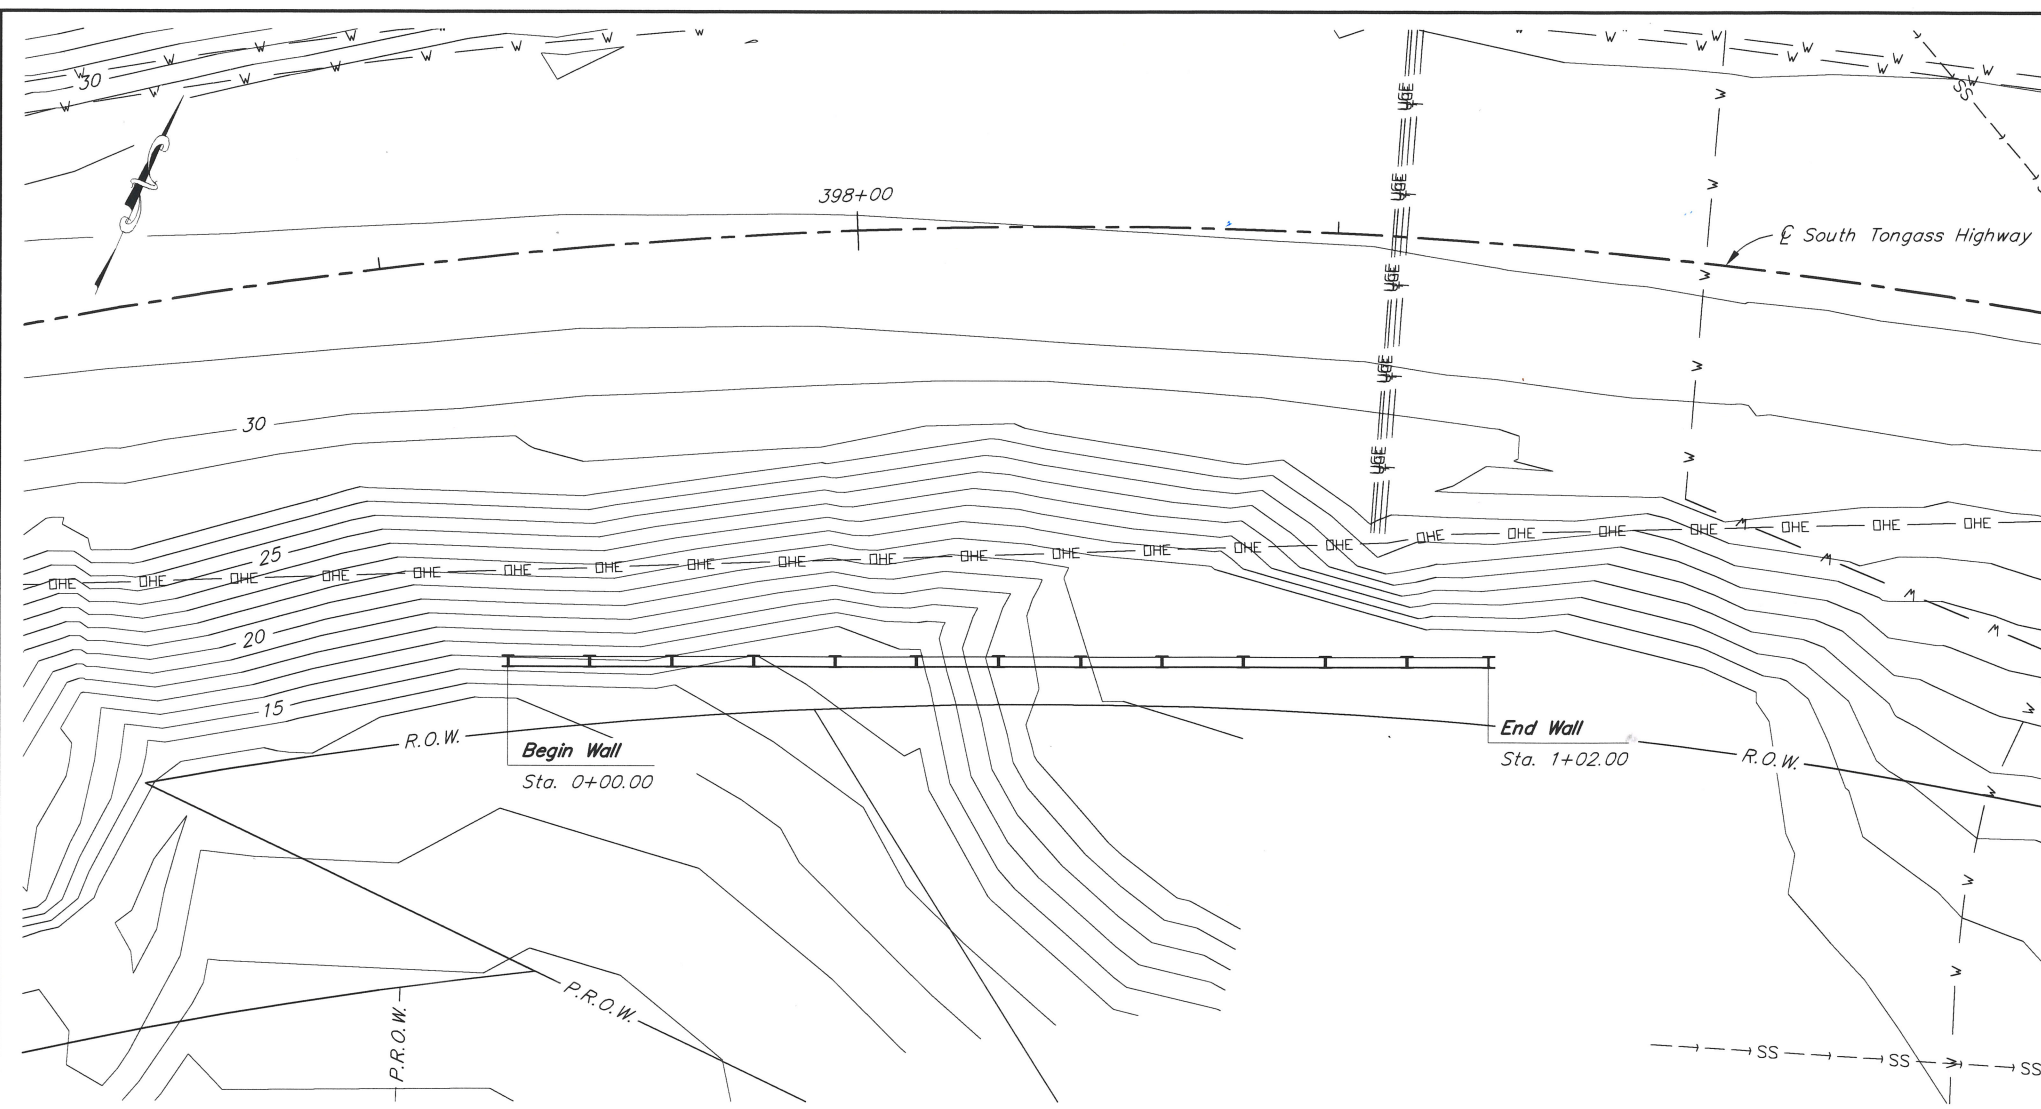 W W W W W W W W
W W W W W W W W
30
W W W W W W W
SS
398+00
UGE UGE
℄ South Tongass Highway
W
W
UGE
W
UGE
W
30
UGE
W
25
OHE OHE OHE OHE OHE OHE OHE OHE OHE OHE OHE OHE OHE OHE OHE OHE OHE OHE OHE OHE OHE OHE
W
W
W
W
20
15
R.O.W.
Begin Wall
Sta. 0+00.00
End Wall
Sta. 1+02.00
R.O.W.
W
W
W
W
P.R.O.W.
P.R.O.W.
SS SS W SS